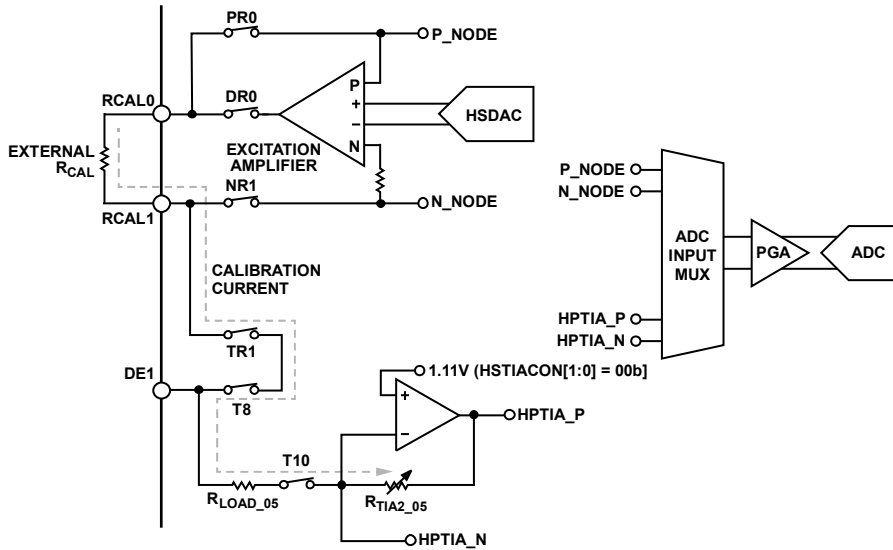 PR0
P_NODE
RCAL0
DR0
P
+
−
N
HSDAC
EXCITATION
AMPLIFIER
EXTERNAL
RCAL
RCAL1
NR1
N_NODE
P_NODE
N_NODE
ADC
INPUT
MUX
PGA
ADC
HPTIA_P
HPTIA_N
CALIBRATION
CURRENT
TR1
DE1
T8
1.11V (HSTIACON[1:0] = 00b]
+
−
HPTIA_P
T10
RLOAD_05
RTIA2_05
HPTIA_N